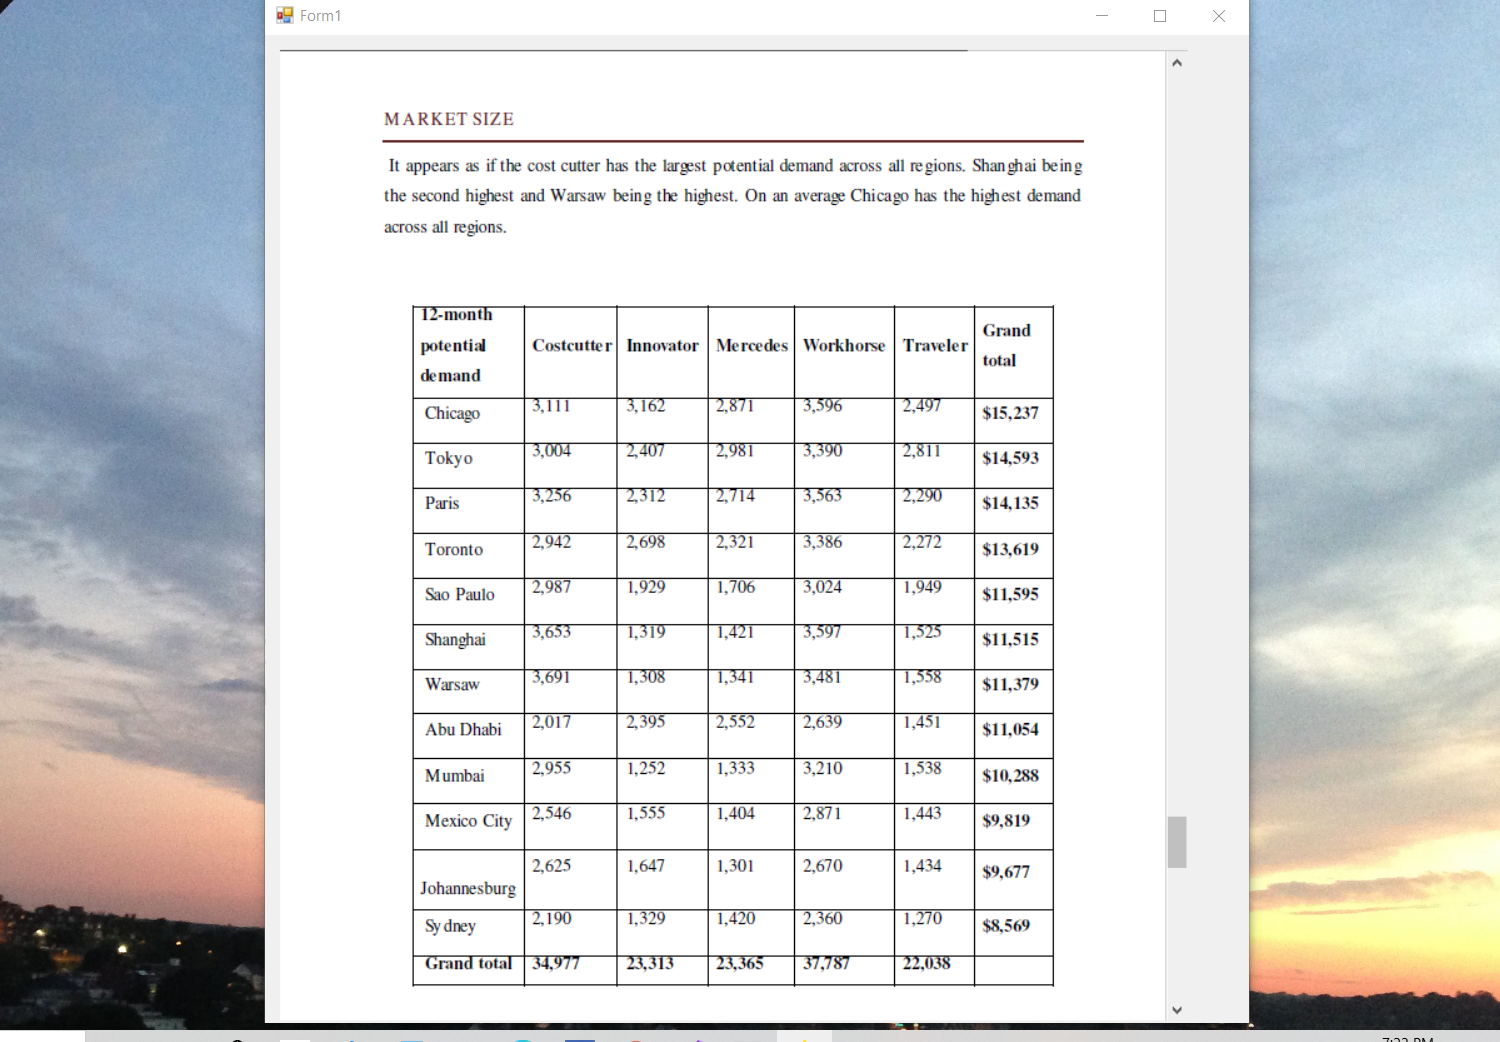 Form1
MARKET SIZE
It appears as if the cost cutter has the largest potential demand across all regions. Shanghai being
the second highest and Warsaw being the highest. On an average Chicago has the highest demand
across all regions.
12-month potential demand Costcutter Innovator Mercedes Workhorse Traveler Grand total
Chicago 3,111 3,162 2,871 3,596 2,497 $15,237
Tokyo 3,004 2,407 2,981 3,390 2,811 $14,593
Paris 3,256 2,312 2,714 3,563 2,290 $14,135
Toronto 2,942 2,698 2,321 3,386 2,272 $13,619
Sao Paulo 2,987 1,929 1,706 3,024 1,949 $11,595
Shanghai 3,653 1,319 1,421 3,597 1,525 $11,515
Warsaw 3,691 1,308 1,341 3,481 1,558 $11,379
Abu Dhabi 2,017 2,395 2,552 2,639 1,451 $11,054
Mumbai 2,955 1,252 1,333 3,210 1,538 $10,288
Mexico City 2,546 1,555 1,404 2,871 1,443 $9,819
Johannesburg 2,625 1,647 1,301 2,670 1,434 $9,677
Sydney 2,190 1,329 1,420 2,360 1,270 $8,569
Grand total 34,977 23,313 23,365 37,787 22,038